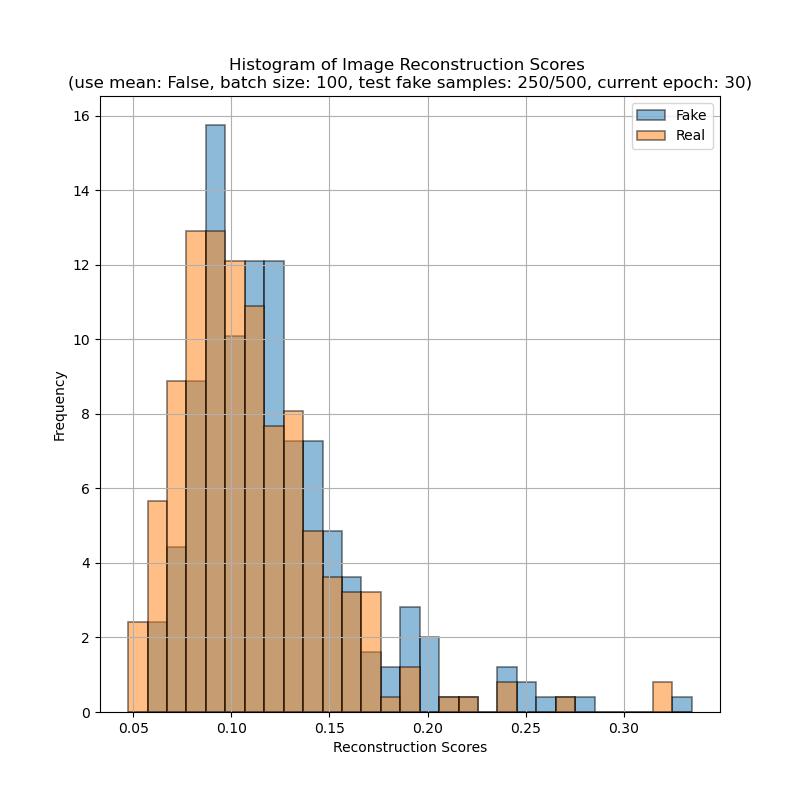 Histogram of Image Reconstruction Scores
(use mean: False, batch size: 100, test fake samples: 250/500, current epoch: 30)
Fake
Real
16
14
12
10
8
6
4
2
0
Frequency
0.05 0.10 0.15 0.20 0.25 0.30
Reconstruction Scores